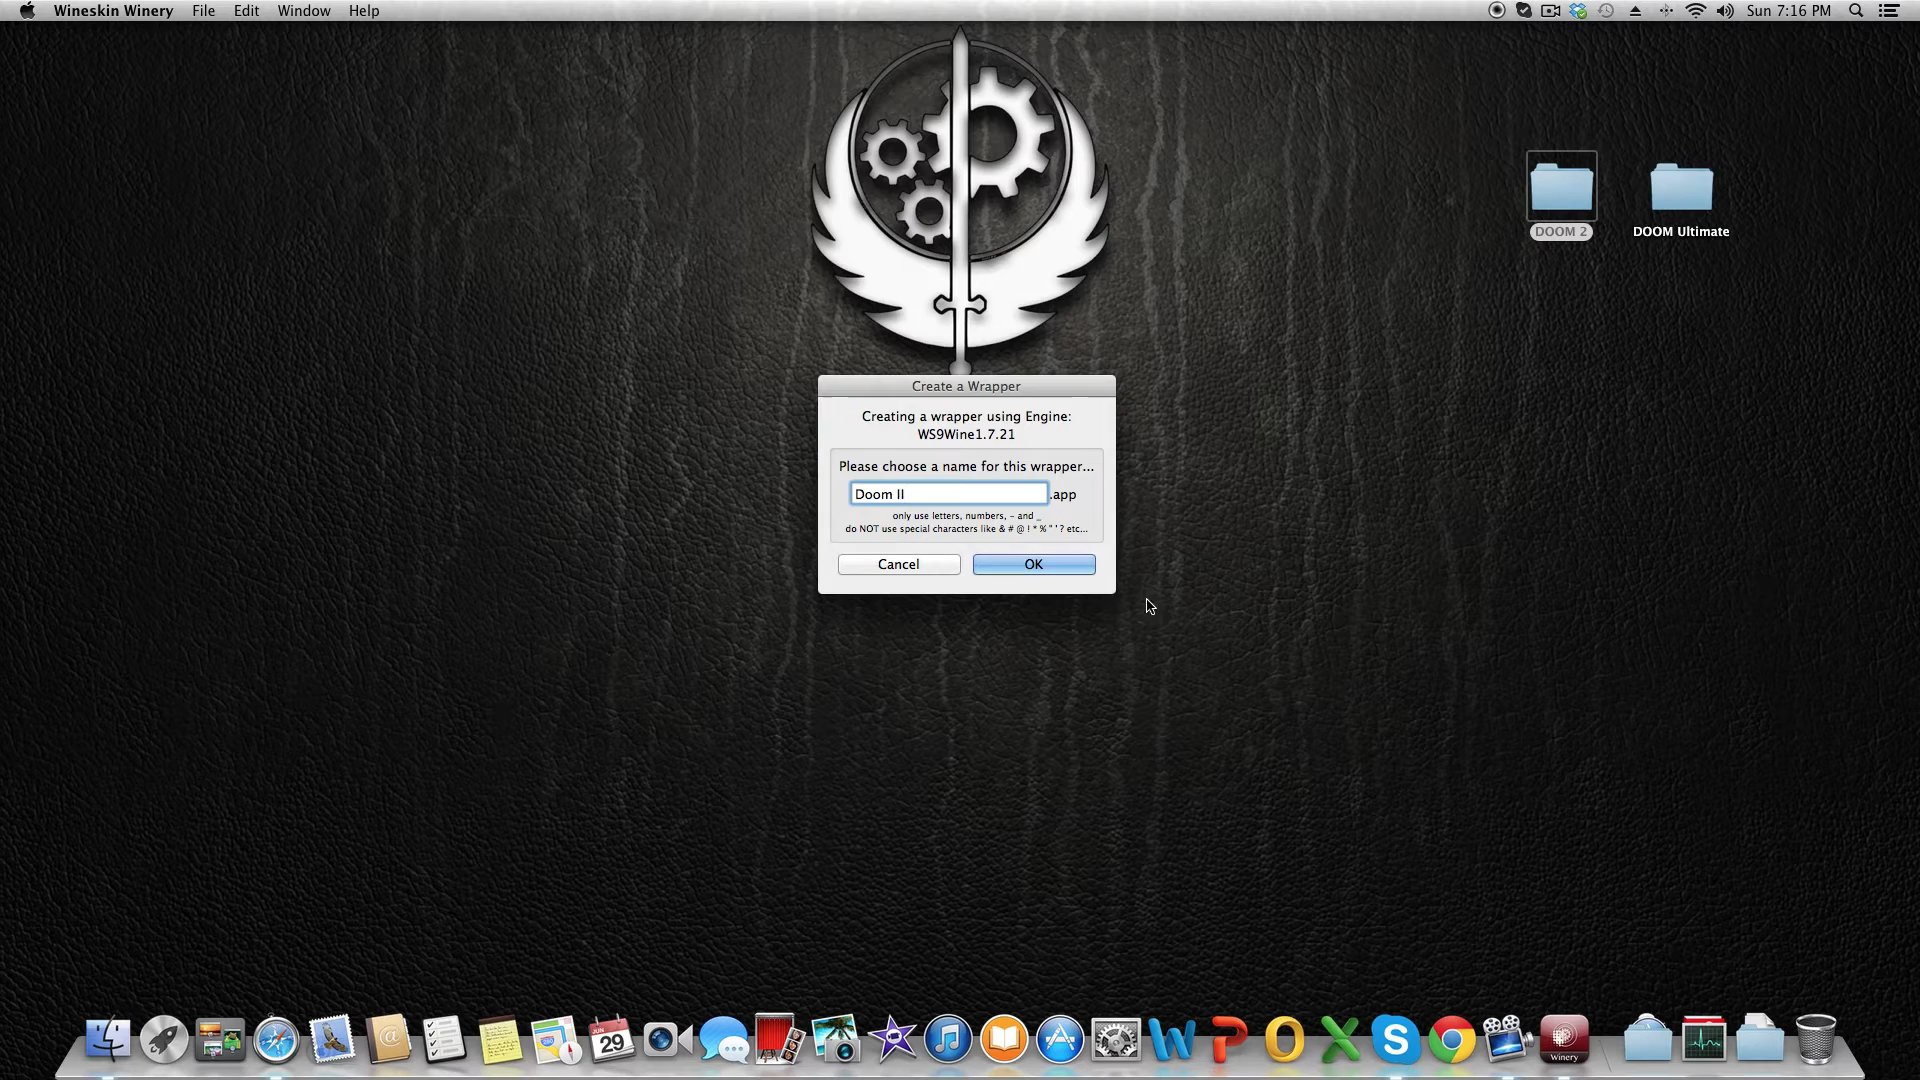 Wineskin Winery File Edit Window Help Sun 7:16 PM
DOOM 2 DOOM Ultimate
Create a Wrapper
Creating a wrapper using Engine:
WS9Wine1.7.21
Please choose a name for this wrapper...
Doom II .app
only use letters, numbers, - and _
do NOT use special characters like & # @ ! * % " ' ? etc...
Cancel OK
JUN
29
Winery